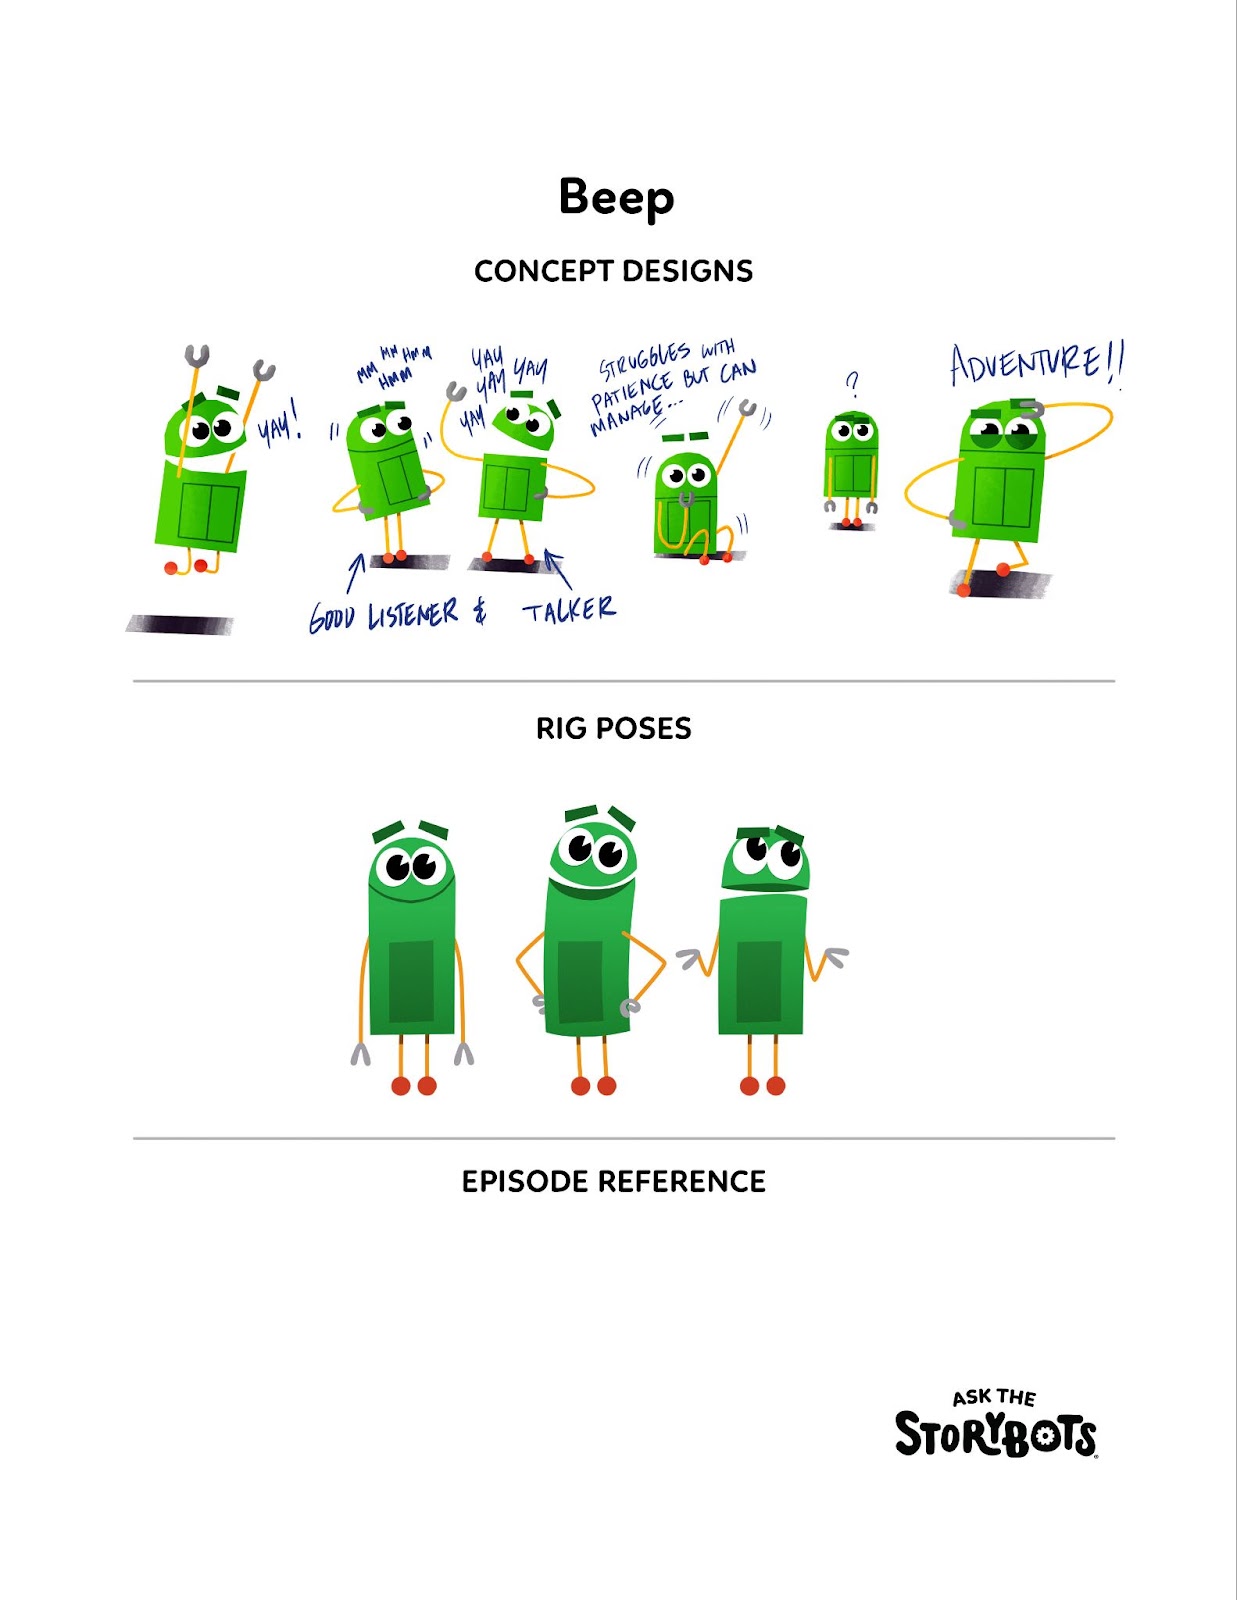 Beep
CONCEPT DESIGNS
YAY!
MM MM HMM
HMM
YAY
YAY YAY
YAY
STRUGGLES WITH
PATIENCE BUT CAN
MANAGE...
?
ADVENTURE!!
GOOD LISTENER & TALKER
RIG POSES
EPISODE REFERENCE
ASK THE
STORYBOTS